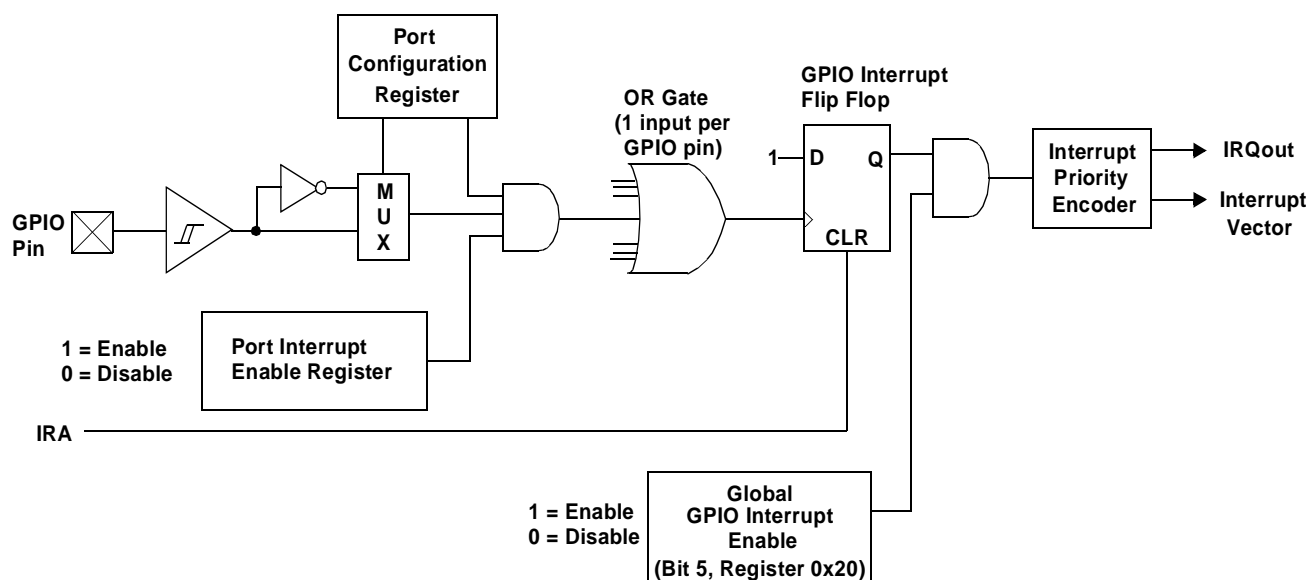 Port
Configuration
Register
GPIO Interrupt
Flip Flop
OR Gate
(1 input per
GPIO pin)
1
D
Q
CLR
Interrupt
Priority
Encoder
IRQout
Interrupt
Vector
M
U
X
GPIO
Pin
1 = Enable
0 = Disable
Port Interrupt
Enable Register
IRA
1 = Enable
0 = Disable
Global
GPIO Interrupt
Enable
(Bit 5, Register 0x20)